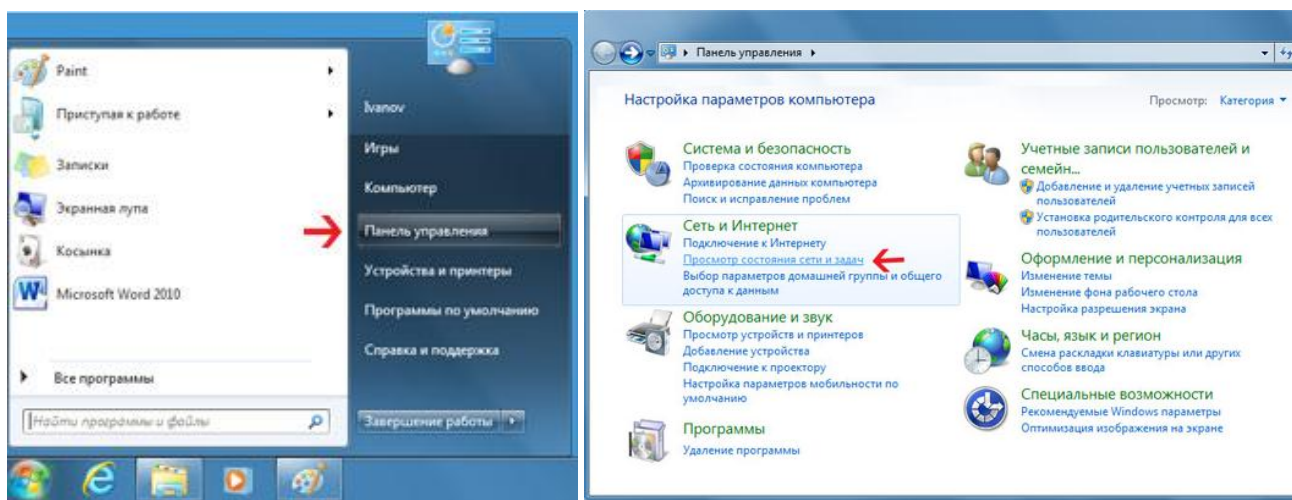 Paint
Приступая к работе
Записки
Экранная лупа
Косынка
Microsoft Word 2010
Все программы
Найти программы и файлы
Ivanov
Игры
Компьютер
Панель управления
Устройства и принтеры
Программы по умолчанию
Справка и поддержка
Завершение работы
Панель управления
Настройка параметров компьютера
Просмотр: Категория
Система и безопасность
Проверка состояния компьютера
Архивирование данных компьютера
Поиск и исправление проблем
Сеть и Интернет
Подключение к Интернету
Просмотр состояния сети и задач
Выбор параметров домашней группы и общего
доступа к данным
Оборудование и звук
Просмотр устройств и принтеров
Добавление устройства
Подключение к проектору
Настройка параметров мобильности по
умолчанию
Программы
Удаление программы
Учетные записи пользователей и
семейн...
Добавление и удаление учетных записей
пользователей
Установка родительского контроля для всех
пользователей
Оформление и персонализация
Изменение темы
Изменение фона рабочего стола
Настройка разрешения экрана
Часы, язык и регион
Смена раскладки клавиатуры или других
способов ввода
Специальные возможности
Рекомендуемые Windows параметры
Оптимизация изображения на экране